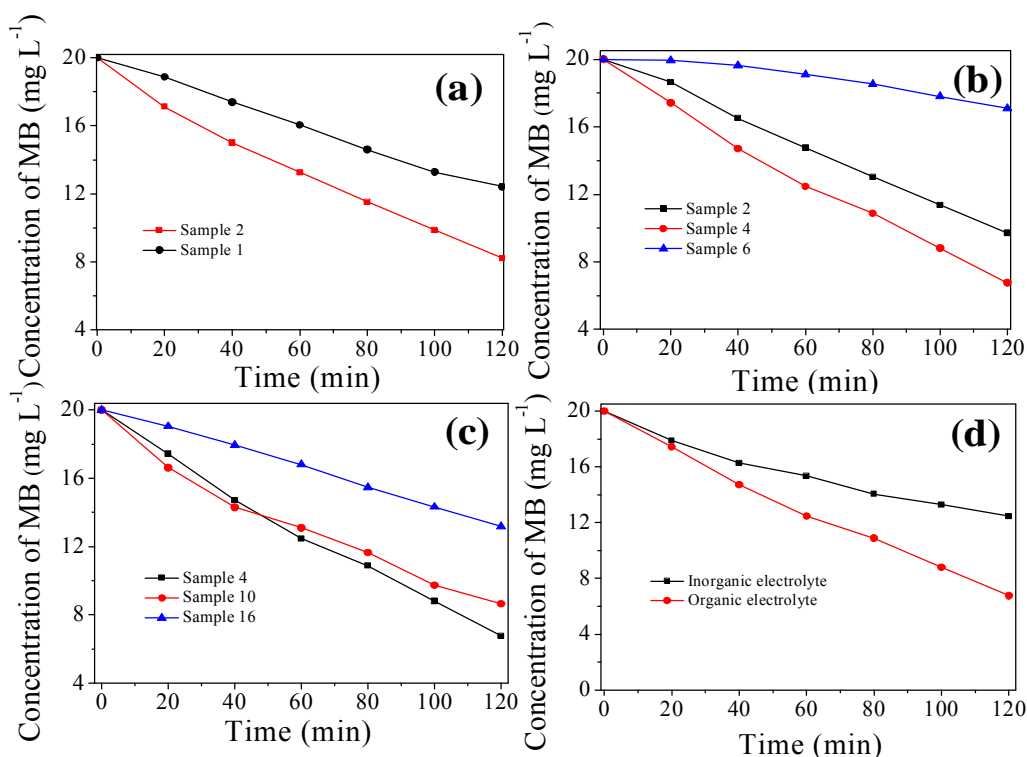 (a)
Concentration of MB (mg L⁻¹)
20
16
12
8
4
Sample 2
Sample 1
0 20 40 60 80 100 120
Time (min)
(b)
Concentration of MB (mg L⁻¹)
20
16
12
8
4
Sample 2
Sample 4
Sample 6
0 20 40 60 80 100 120
Time (min)
(c)
Concentration of MB (mg L⁻¹)
20
16
12
8
4
Sample 4
Sample 10
Sample 16
0 20 40 60 80 100 120
Time (min)
(d)
Concentration of MB (mg L⁻¹)
20
16
12
8
4
0
Inorganic electrolyte
Organic electrolyte
0 20 40 60 80 100 120
Time (min)